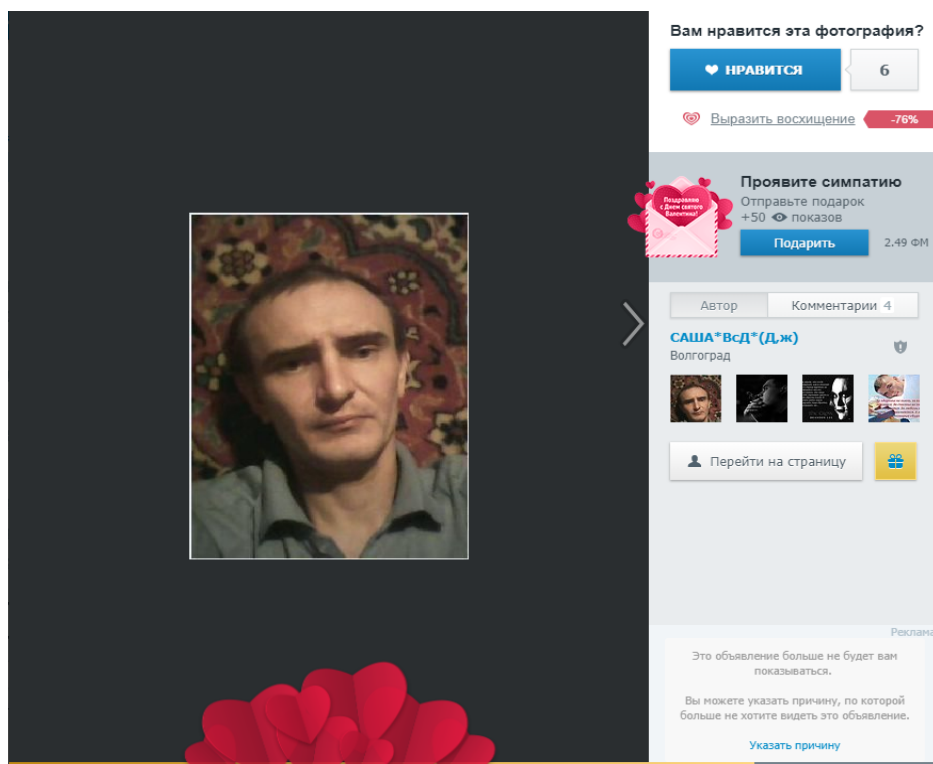 Вам нравится эта фотография?
НРАВИТСЯ
6
Выразить восхищение
-76%
Поздравляю
с Днем святого
Валентина!
Проявите симпатию
Отправьте подарок
+50 показов
Подарить
2.49 ФМ
Автор
Комментарии 4
САША*ВсД*(Д,ж)
Волгоград
Перейти на страницу
Реклама
Это объявление больше не будет вам
показываться.
Вы можете указать причину, по которой
больше не хотите видеть это объявление.
Указать причину